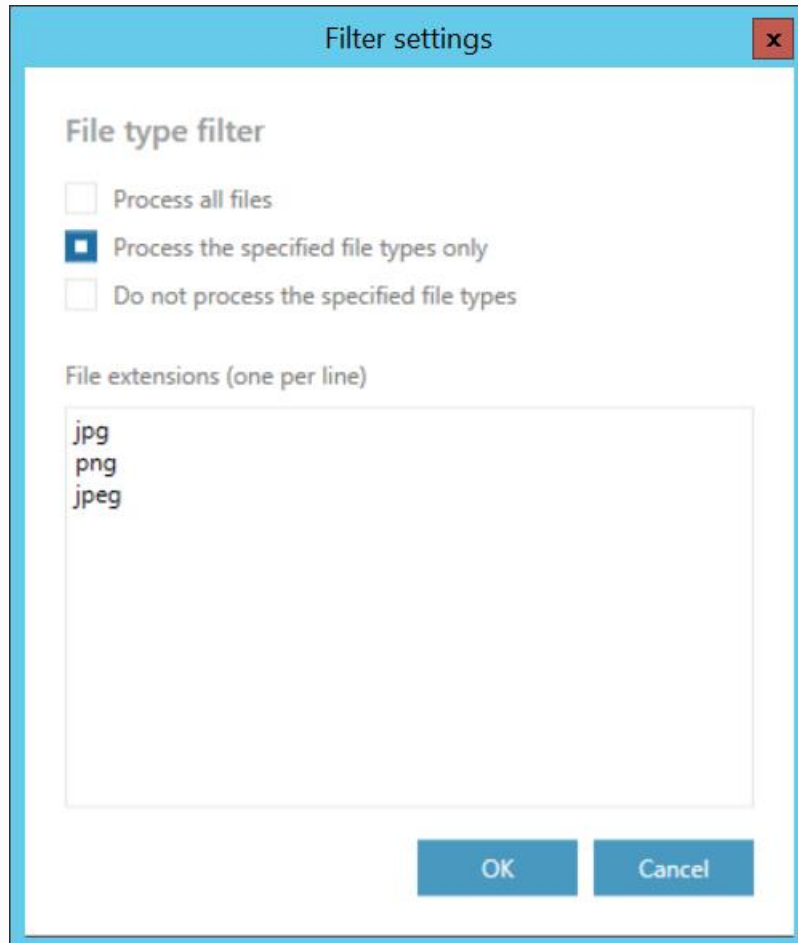 Filter settings
x
File type filter
Process all files
Process the specified file types only
Do not process the specified file types
File extensions (one per line)
jpg
png
jpeg
OK
Cancel